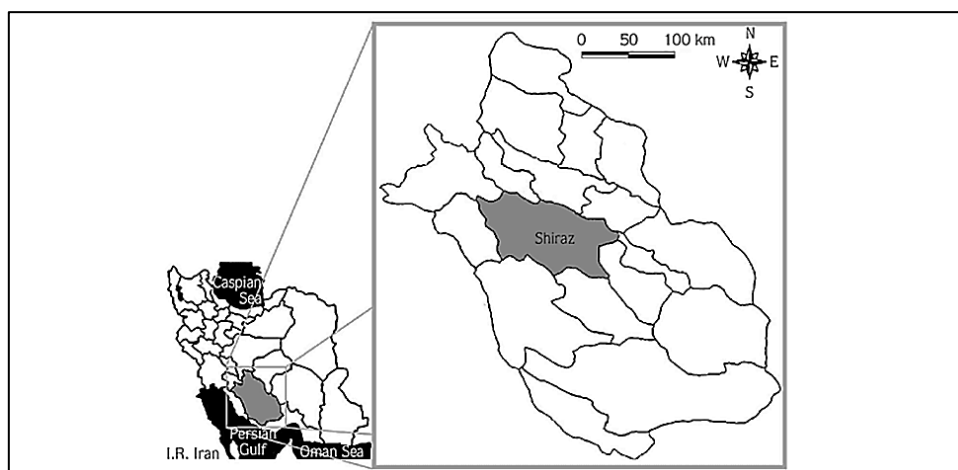 0 50 100 km
N
W E
S
Shiraz
Caspian
Sea
Persian
Gulf
Oman Sea
I.R. Iran